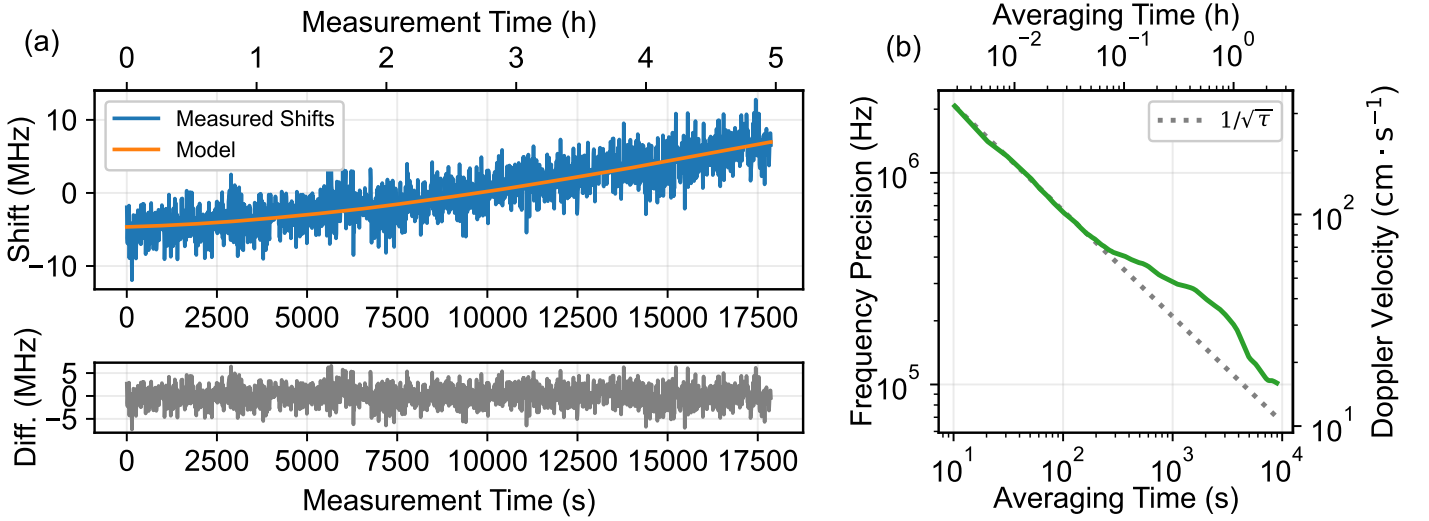 (a)
Measurement Time (h)
0 1 2 3 4 5
Shift (MHz)
10
0
−10
Measured Shifts
Model
0 2500 5000 7500 10000 12500 15000 17500
Diff. (MHz)
5
0
−5
0 2500 5000 7500 10000 12500 15000 17500
Measurement Time (s)
(b)
Averaging Time (h)
10⁻² 10⁻¹ 10⁰
Frequency Precision (Hz)
10⁶
10⁵
1/√τ
Doppler Velocity (cm · s⁻¹)
10²
10¹
10¹ 10² 10³ 10⁴
Averaging Time (s)